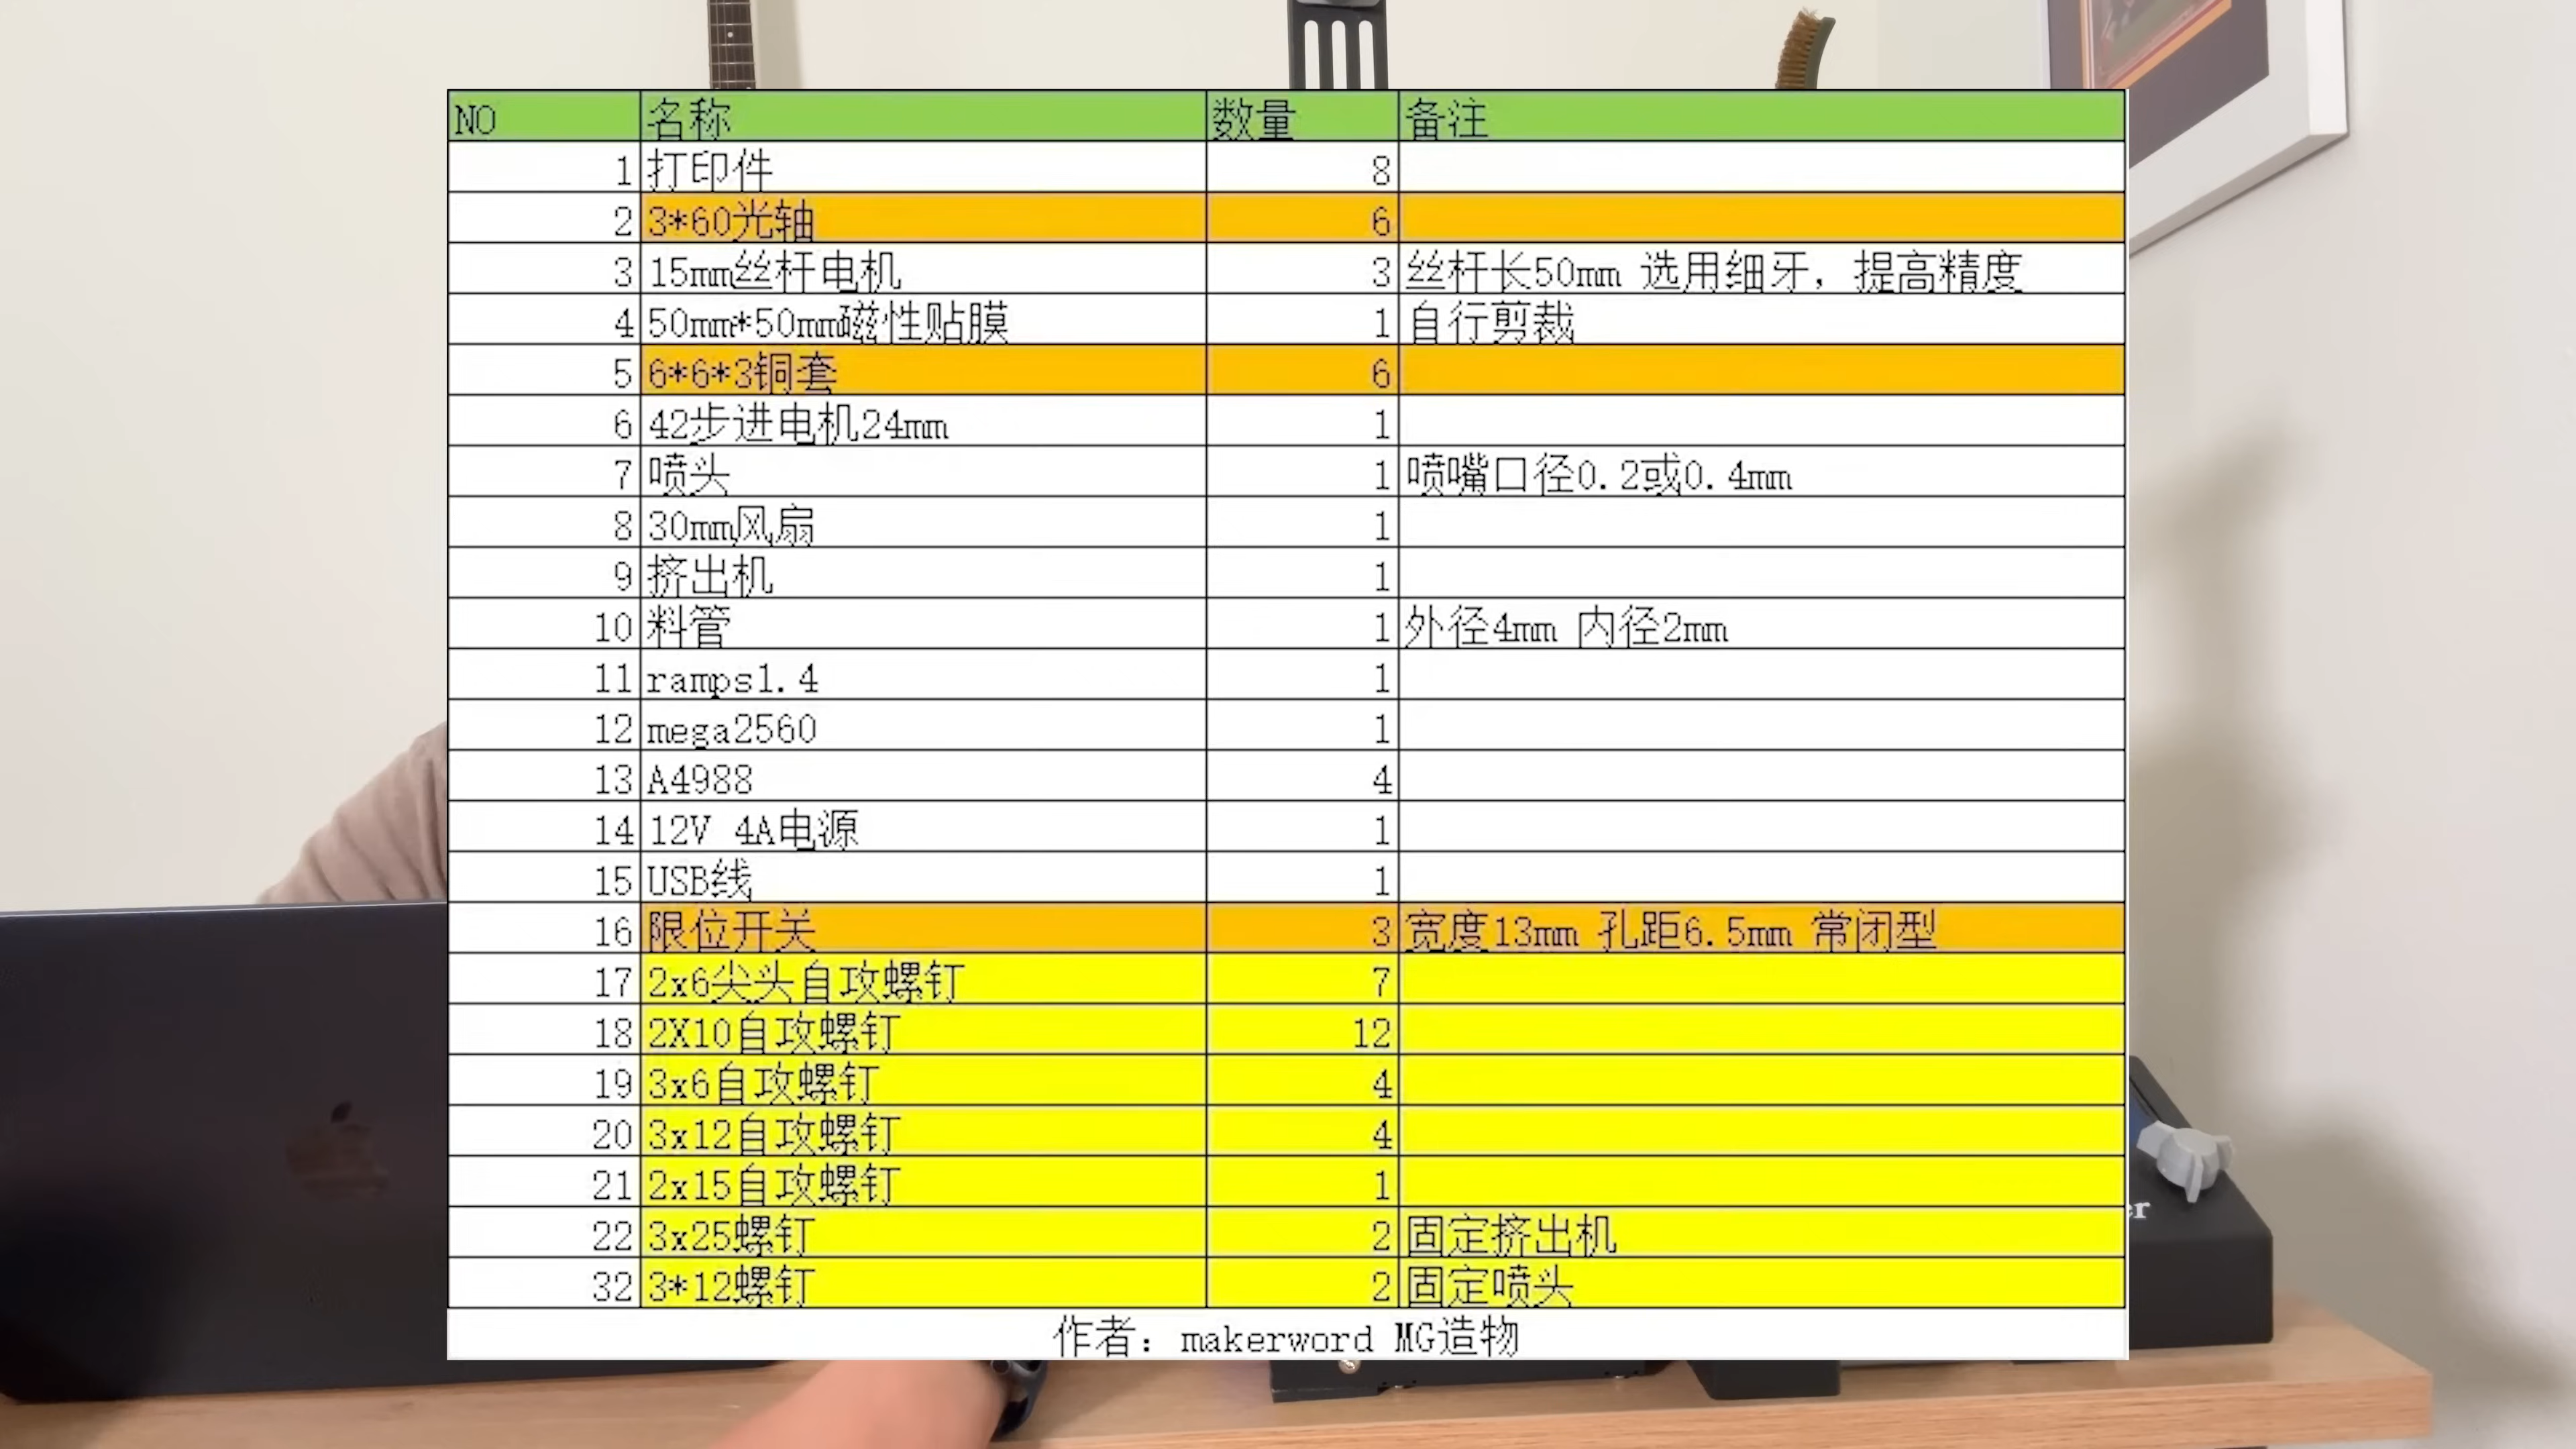 NO 名称 数量 备注
1 打印件 8
2 3*60光轴 6
3 15mm丝杆电机 3 丝杆长50mm 选用细牙，提高精度
4 50mm*50mm磁性贴膜 1 自行剪裁
5 6*6*3铜套 6
6 42步进电机24mm 1
7 喷头 1 喷嘴口径0.2或0.4mm
8 30mm风扇 1
9 挤出机 1
10 料管 1 外径4mm 内径2mm
11 ramps1.4 1
12 mega2560 1
13 A4988 4
14 12V 4A电源 1
15 USB线 1
16 限位开关 3 宽度13mm 孔距6.5mm 常闭型
17 2x6尖头自攻螺钉 7
18 2X10自攻螺钉 12
19 3x6自攻螺钉 4
20 3x12自攻螺钉 4
21 2x15自攻螺钉 1
22 3x25螺钉 2 固定挤出机
32 3*12螺钉 2 固定喷头
作者：makerword MG造物